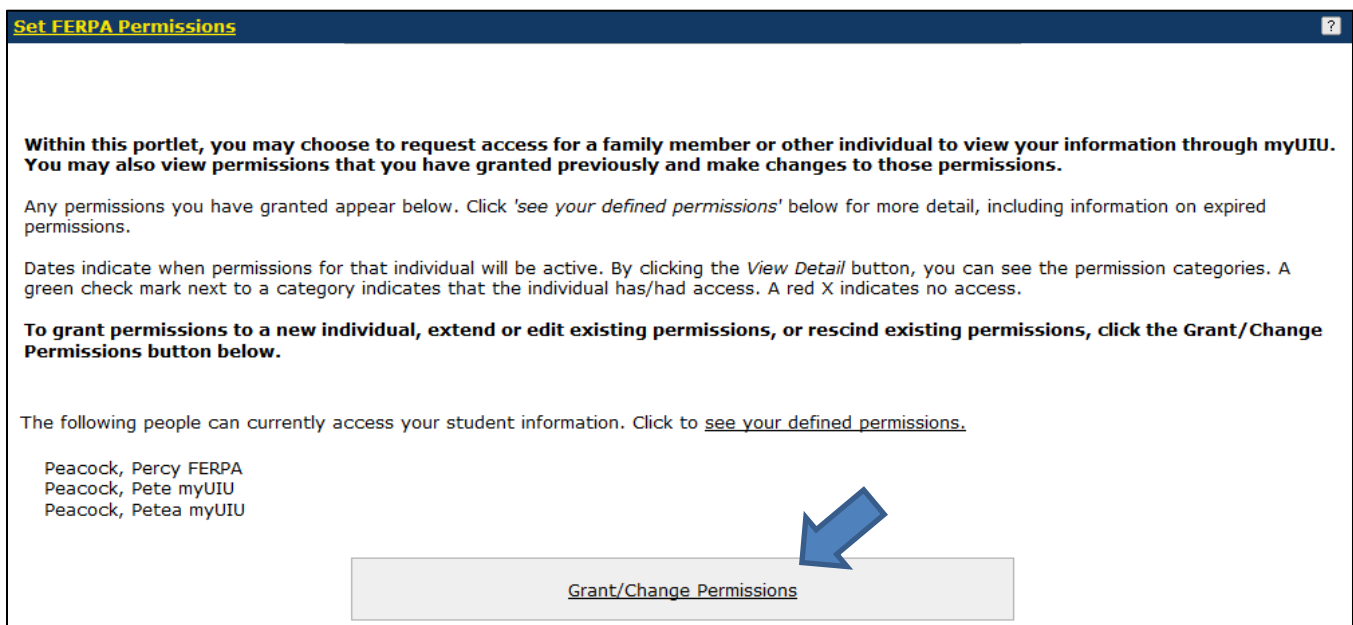 Set FERPA Permissions
?
Within this portlet, you may choose to request access for a family member or other individual to view your information through myUIU.
You may also view permissions that you have granted previously and make changes to those permissions.
Any permissions you have granted appear below. Click 'see your defined permissions' below for more detail, including information on expired
permissions.
Dates indicate when permissions for that individual will be active. By clicking the View Detail button, you can see the permission categories. A
green check mark next to a category indicates that the individual has/had access. A red X indicates no access.
To grant permissions to a new individual, extend or edit existing permissions, or rescind existing permissions, click the Grant/Change
Permissions button below.
The following people can currently access your student information. Click to see your defined permissions.
Peacock, Percy FERPA
Peacock, Pete myUIU
Peacock, Petea myUIU
Grant/Change Permissions